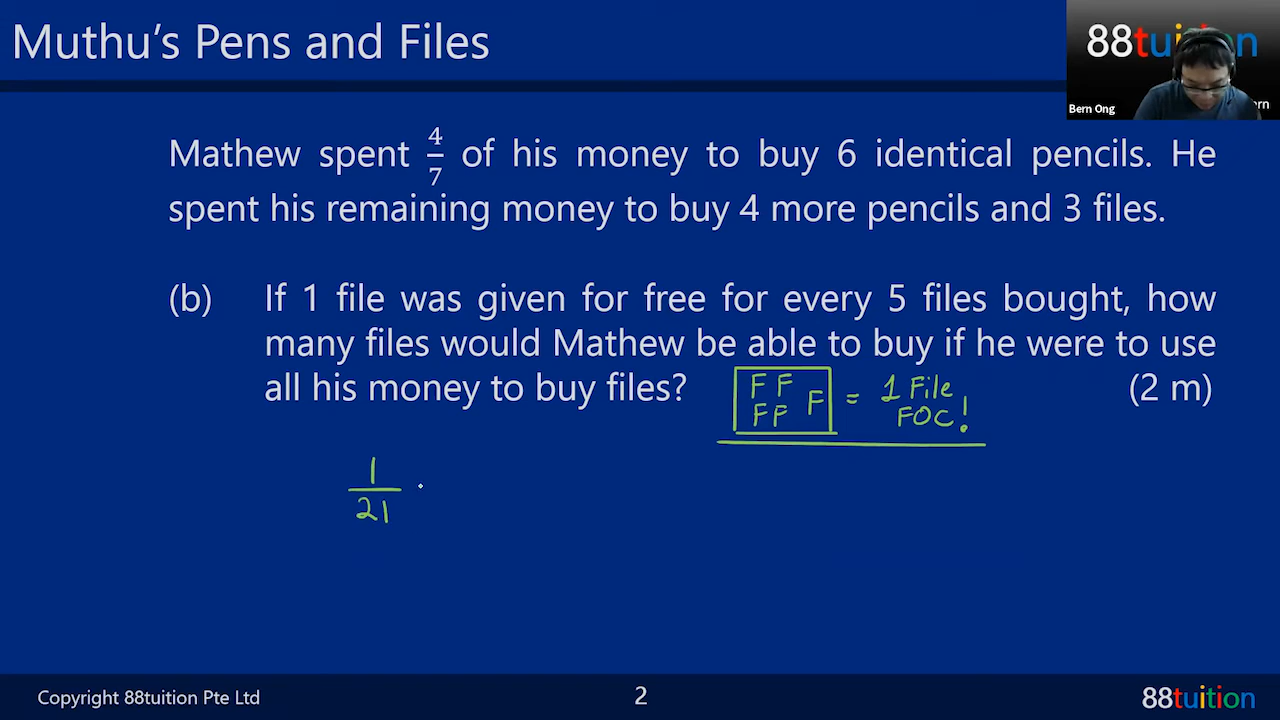 Muthu's Pens and Files
88tuition
Bern Ong
Mathew spent 4/7 of his money to buy 6 identical pencils. He
spent his remaining money to buy 4 more pencils and 3 files.
(b) If 1 file was given for free for every 5 files bought, how
many files would Mathew be able to buy if he were to use
all his money to buy files? (2 m)
F F
F F F = 1 File
FOC!
1/21
Copyright 88tuition Pte Ltd
2
88tuition